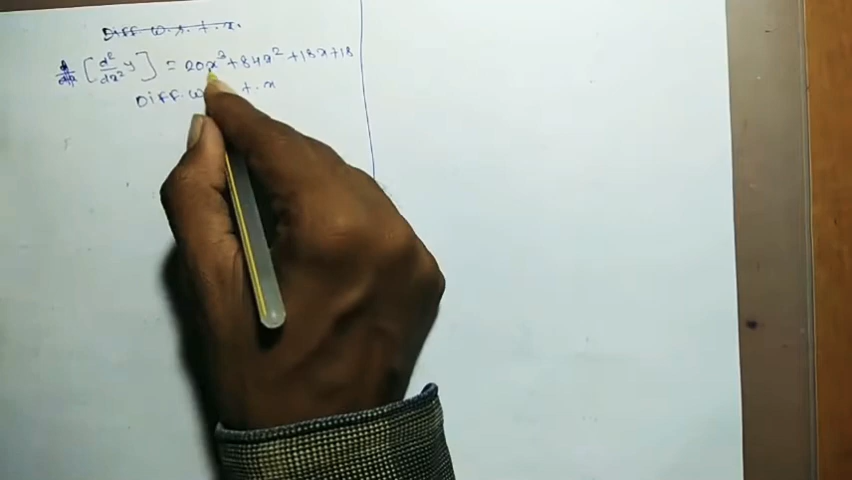 Diff. w. r. t. x.
d/dx [d²/dx² y] = 20x³ + 84x² + 18x + 18
Diff. w t. x